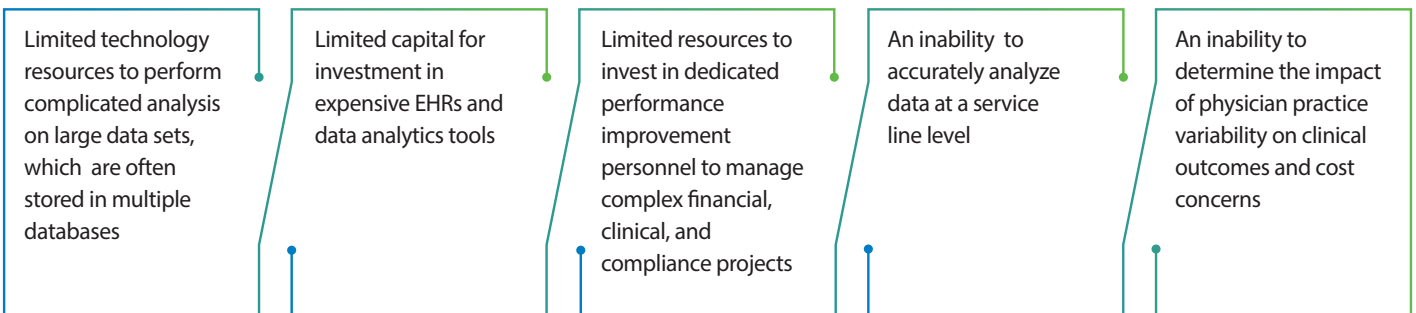 Limited technology
resources to perform
complicated analysis
on large data sets,
which are often
stored in multiple
databases
Limited capital for
investment in
expensive EHRs and
data analytics tools
Limited resources to
invest in dedicated
performance
improvement
personnel to manage
complex financial,
clinical, and
compliance projects
An inability to
accurately analyze
data at a service
line level
An inability to
determine the impact
of physician practice
variability on clinical
outcomes and cost
concerns